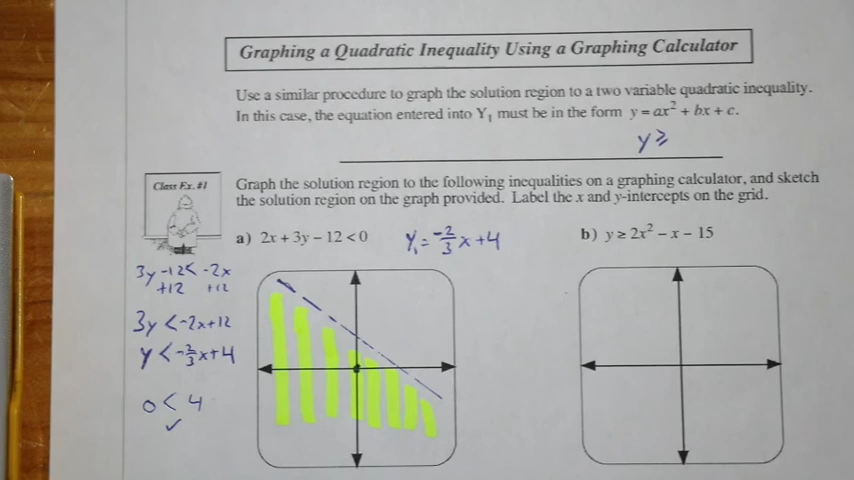 Graphing a Quadratic Inequality Using a Graphing Calculator
Use a similar procedure to graph the solution region to a two variable quadratic inequality.
In this case, the equation entered into Y₁ must be in the form y = ax² + bx + c.
y ≥
Class Ex. #1
Graph the solution region to the following inequalities on a graphing calculator, and sketch
the solution region on the graph provided. Label the x and y-intercepts on the grid.
a) 2x + 3y − 12 < 0
Y₁ = -2/3 x + 4
b) y ≥ 2x² − x − 15
3y -12 < -2x
+12 +12
3y < -2x + 12
y < -2/3 x + 4
0 < 4
✓